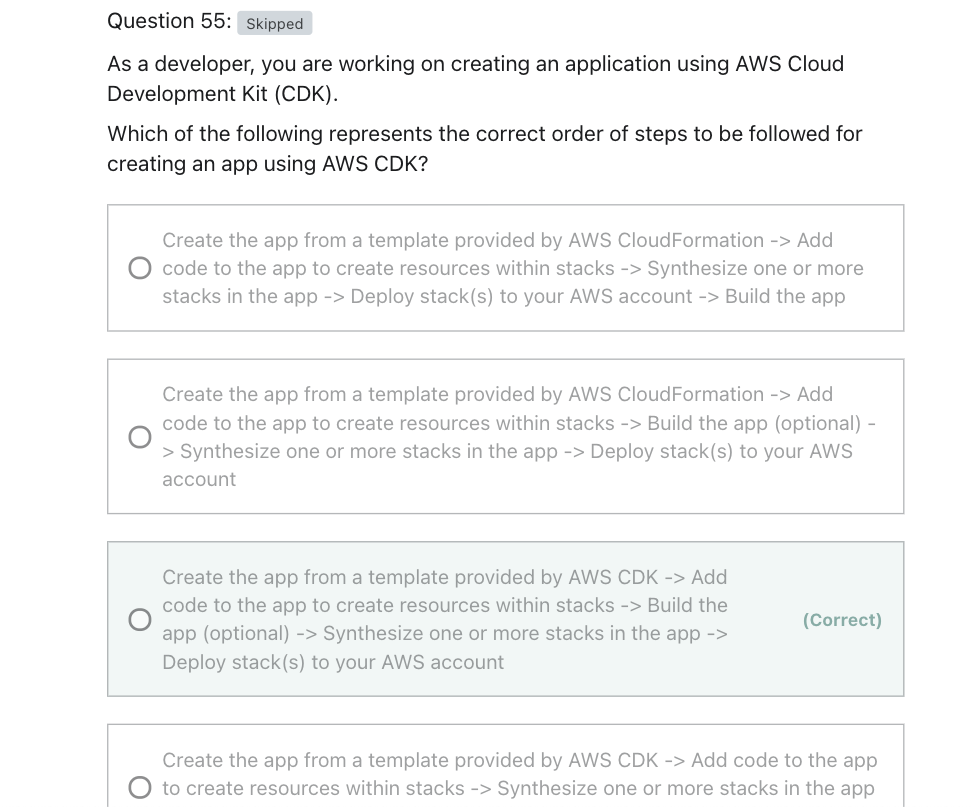 Question 55: Skipped
As a developer, you are working on creating an application using AWS Cloud
Development Kit (CDK).
Which of the following represents the correct order of steps to be followed for
creating an app using AWS CDK?
Create the app from a template provided by AWS CloudFormation -> Add
code to the app to create resources within stacks -> Synthesize one or more
stacks in the app -> Deploy stack(s) to your AWS account -> Build the app
Create the app from a template provided by AWS CloudFormation -> Add
code to the app to create resources within stacks -> Build the app (optional) -
> Synthesize one or more stacks in the app -> Deploy stack(s) to your AWS
account
Create the app from a template provided by AWS CDK -> Add
code to the app to create resources within stacks -> Build the
app (optional) -> Synthesize one or more stacks in the app ->
Deploy stack(s) to your AWS account
(Correct)
Create the app from a template provided by AWS CDK -> Add code to the app
to create resources within stacks -> Synthesize one or more stacks in the app